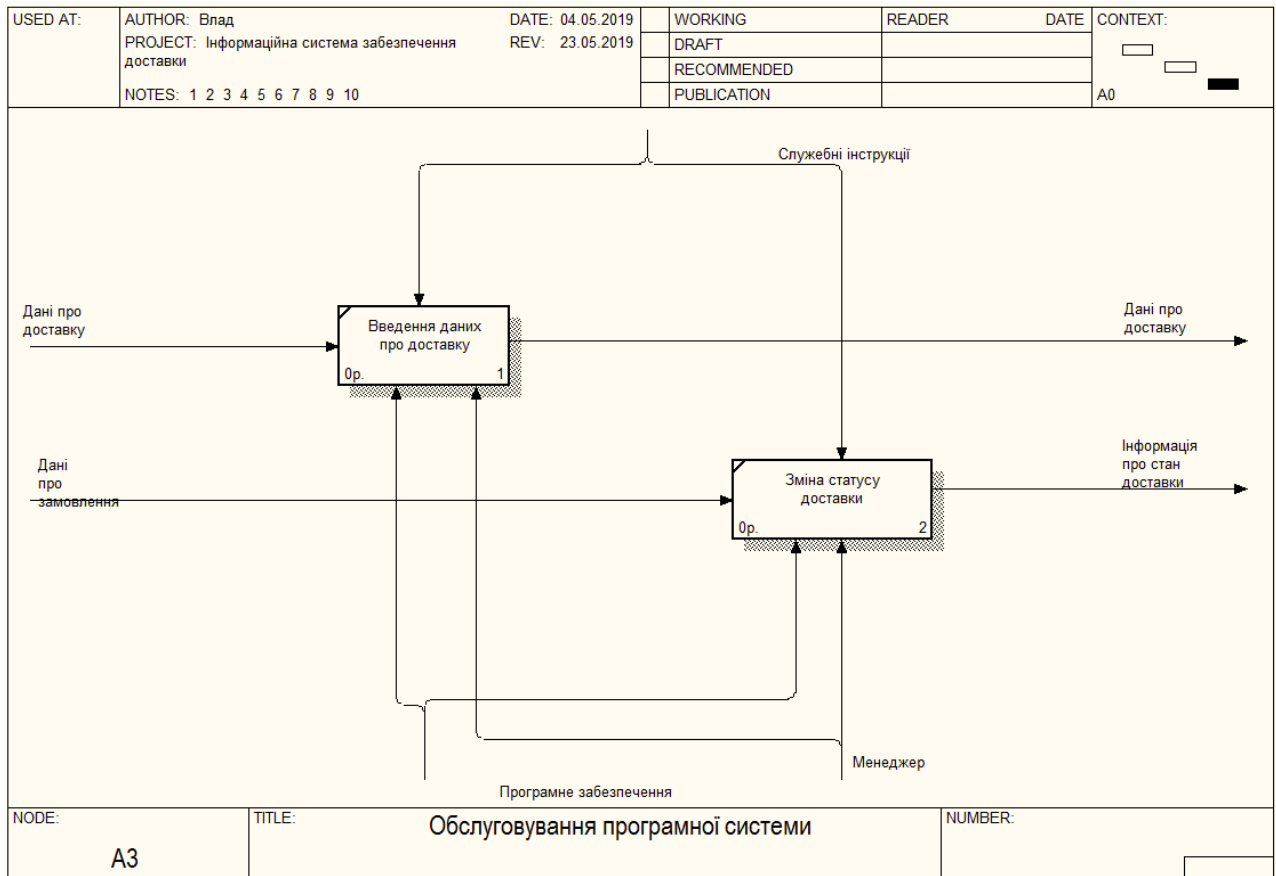 USED AT:
AUTHOR: Влад
DATE: 04.05.2019
PROJECT: Інформаційна система забезпечення
доставки
REV: 23.05.2019
NOTES: 1 2 3 4 5 6 7 8 9 10
WORKING
DRAFT
RECOMMENDED
PUBLICATION
READER
DATE
CONTEXT:
A0
Службові інструкції
Дані про
доставку
Введення даних
про доставку
0р.
1
Дані про
доставку
Дані
про
замовлення
Зміна статусу
доставки
0р.
2
Інформація
про стан
доставки
Менеджер
Програмне забезпечення
NODE:
A3
TITLE:
Обслуговування програмної системи
NUMBER: